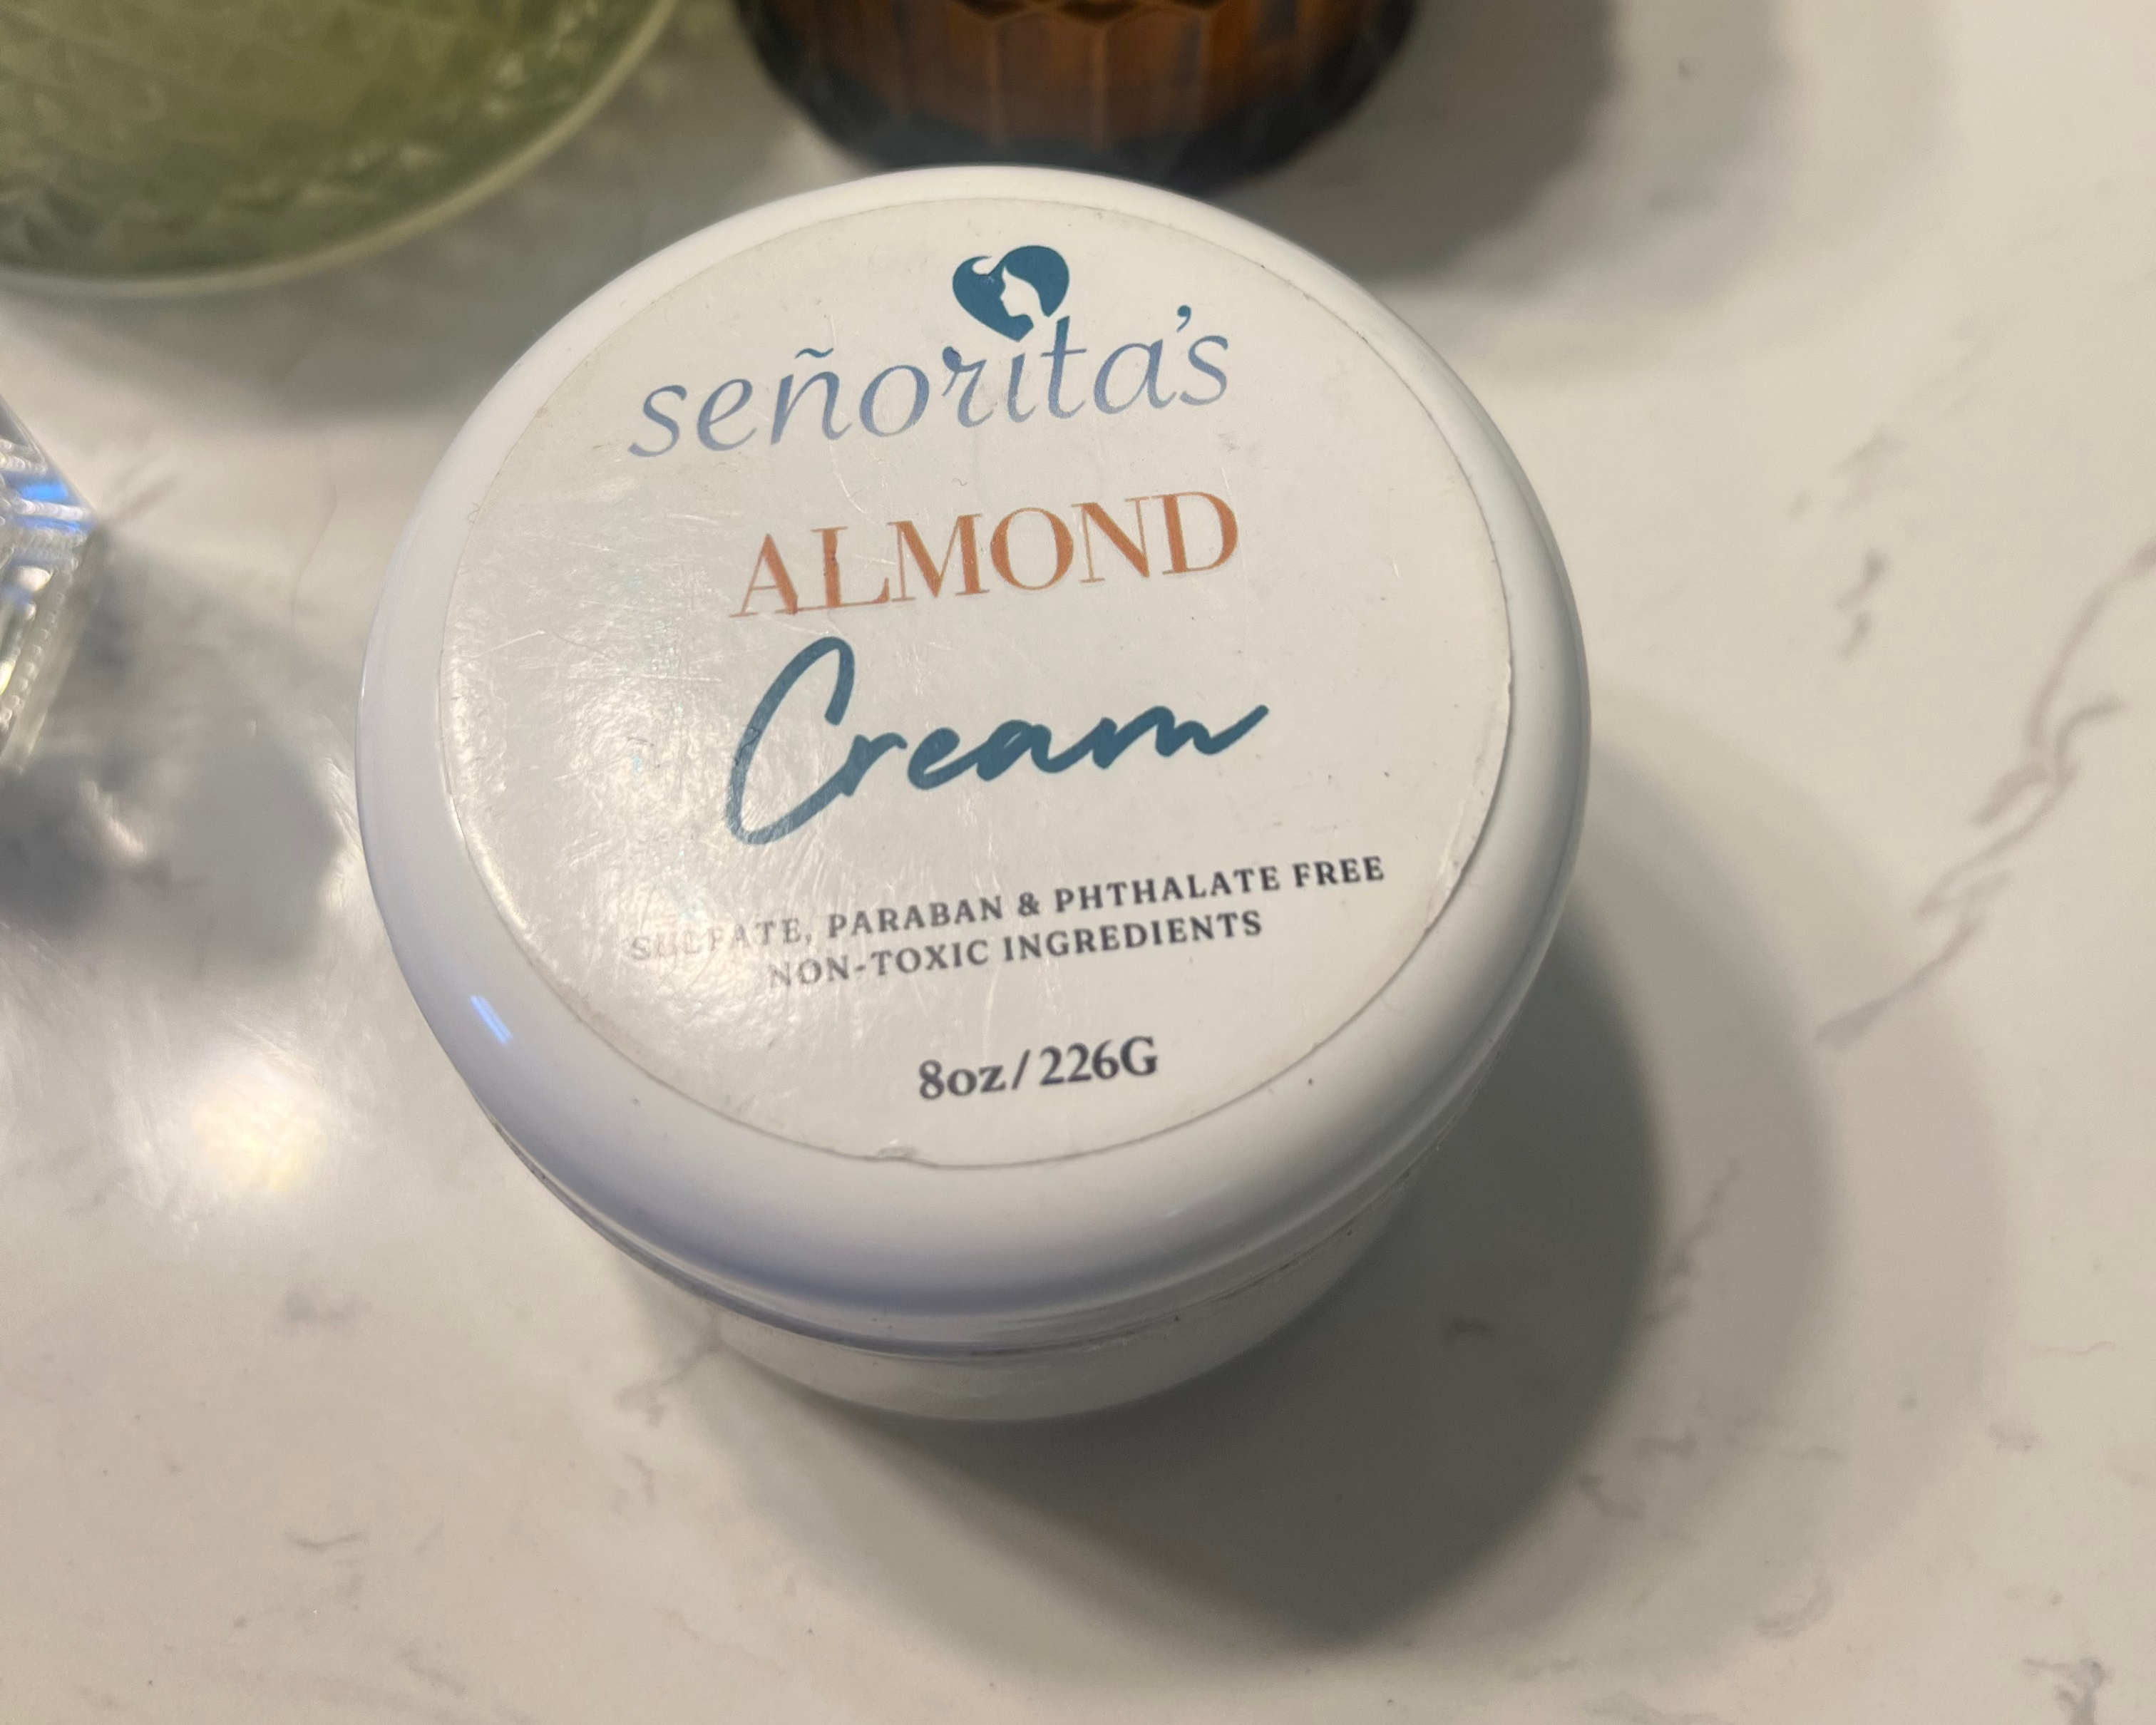 señorita's
ALMOND
Cream
SULFATE, PARABAN & PHTHALATE FREE
NON-TOXIC INGREDIENTS
8oz/226G